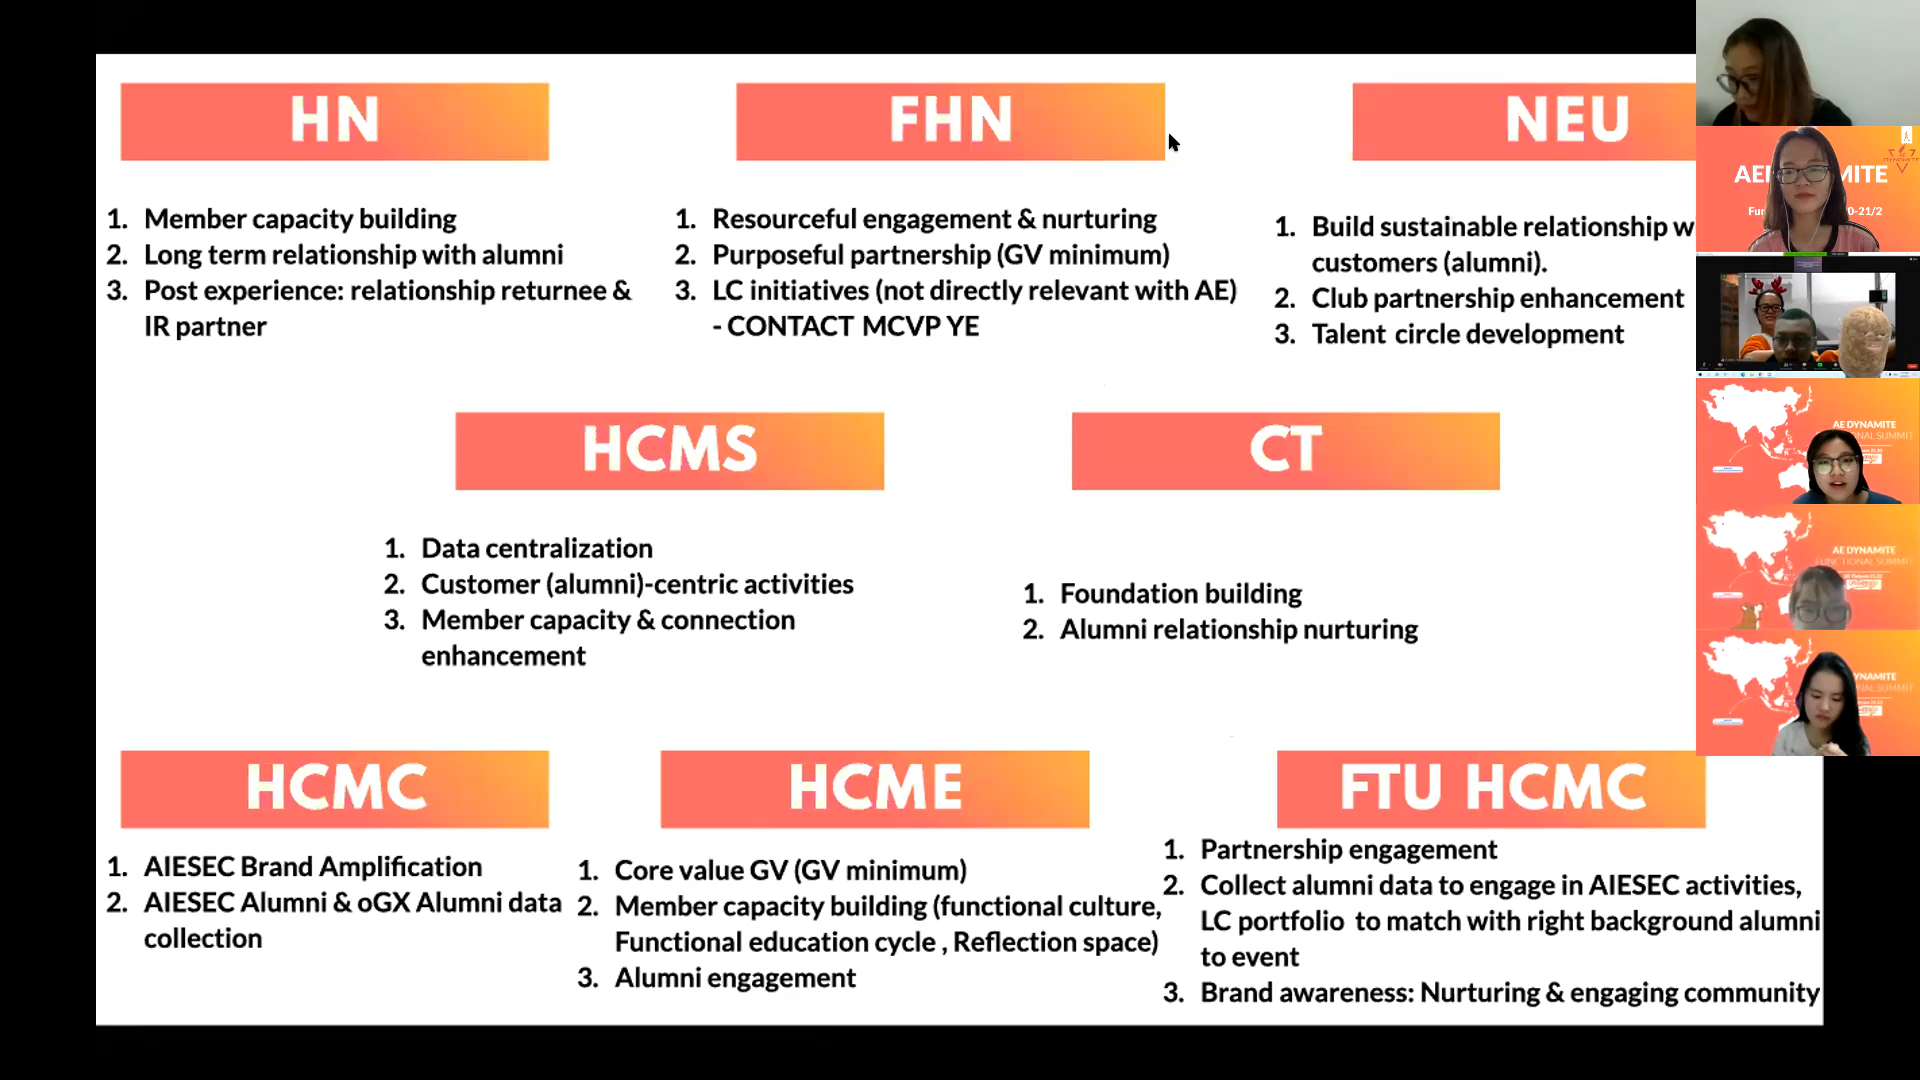 HN
1. Member capacity building
2. Long term relationship with alumni
3. Post experience: relationship returnee &
IR partner
FHN
1. Resourceful engagement & nurturing
2. Purposeful partnership (GV minimum)
3. LC initiatives (not directly relevant with AE)
- CONTACT MCVP YE
NEU
1. Build sustainable relationship w
customers (alumni).
2. Club partnership enhancement
3. Talent circle development
HCMS
1. Data centralization
2. Customer (alumni)-centric activities
3. Member capacity & connection
enhancement
CT
1. Foundation building
2. Alumni relationship nurturing
HCMC
1. AIESEC Brand Amplification
2. AIESEC Alumni & oGX Alumni data
collection
HCME
1. Core value GV (GV minimum)
2. Member capacity building (functional culture,
Functional education cycle , Reflection space)
3. Alumni engagement
FTU HCMC
1. Partnership engagement
2. Collect alumni data to engage in AIESEC activities,
LC portfolio to match with right background alumni
to event
3. Brand awareness: Nurturing & engaging community
AE DYNAMITE
AE DYNAMITE
FUNCTIONAL SUMMIT